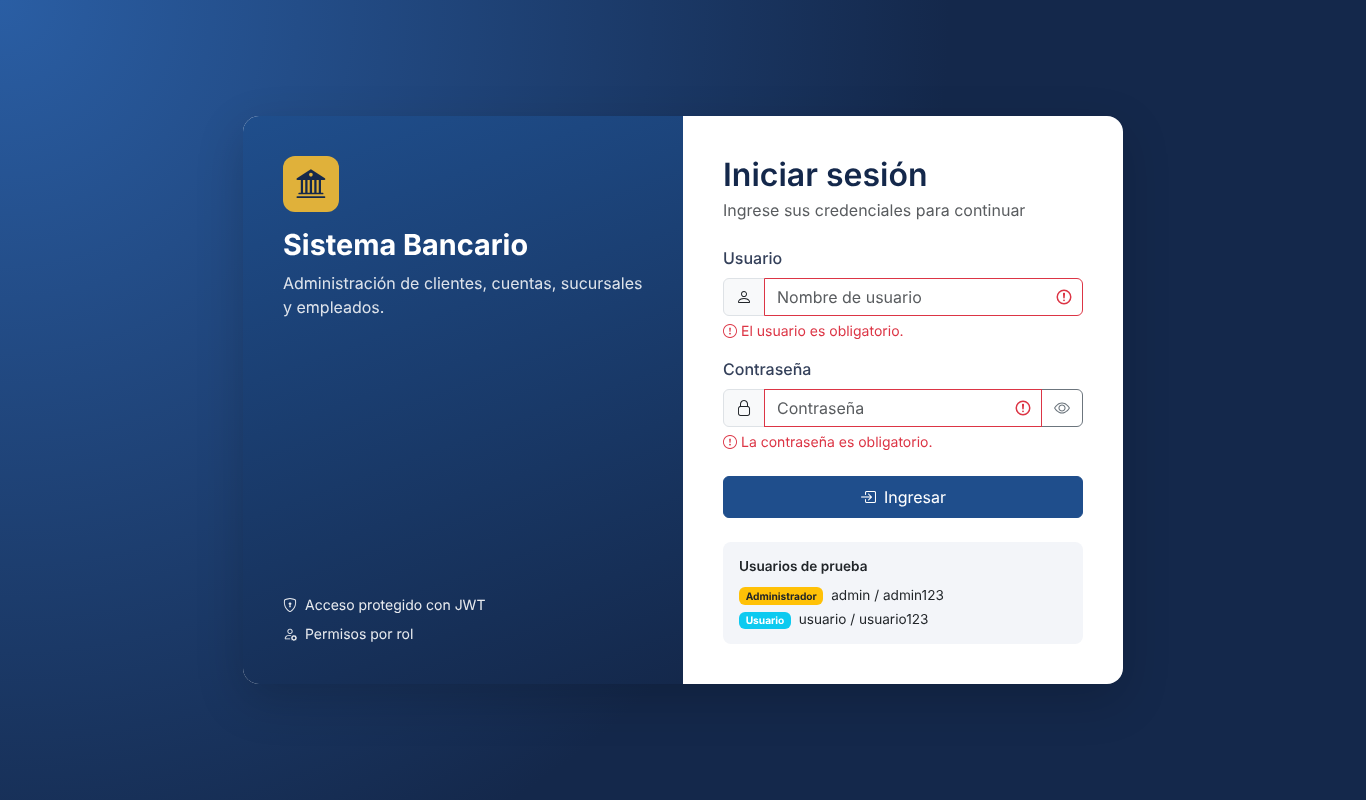 Sistema Bancario
Administración de clientes, cuentas, sucursales
y empleados.
Acceso protegido con JWT
Permisos por rol
Iniciar sesión
Ingrese sus credenciales para continuar
Usuario
Nombre de usuario
El usuario es obligatorio.
Contraseña
Contraseña
La contraseña es obligatorio.
Ingresar
Usuarios de prueba
Administrador admin / admin123
Usuario usuario / usuario123